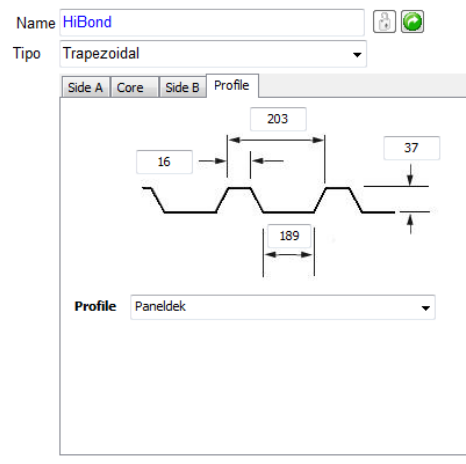 Name HiBond
Tipo Trapezoidal
Side A Core Side B Profile
203
16
37
189
Profile Paneldek